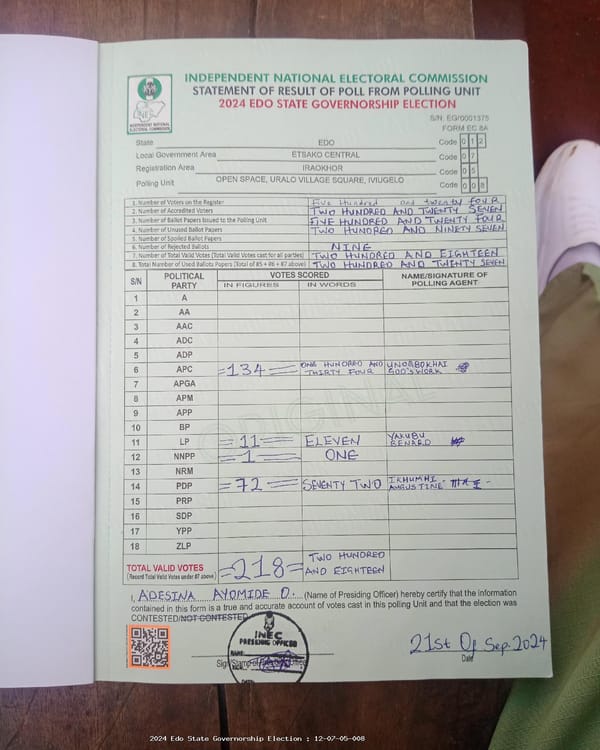 INDEPENDENT NATIONAL ELECTORAL COMMISSION
STATEMENT OF RESULT OF POLL FROM POLLING UNIT
2024 EDO STATE GOVERNORSHIP ELECTION
INEC
INDEPENDENT NATIONAL ELECTORAL COMMISSION
S/N: EG/0001375
FORM EC 8A
State EDO Code 0 1 2
Local Government Area ETSAKO CENTRAL Code 0 7
Registration Area IRAOKHOR Code 0 5
Polling Unit OPEN SPACE, URALO VILLAGE SQUARE, IVIUGELO Code 0 0 8
1. Number of Voters on the Register Five Hundred and twenty four
2. Number of Accredited Voters TWO HUNDRED AND TWENTY SEVEN
3. Number of Ballot Papers Issued to the Polling Unit FIVE HUNDRED AND TWENTY FOUR
4. Number of Unused Ballot Papers TWO HUNDRED AND NINETY SEVEN
5. Number of Spoiled Ballot Papers
6. Number of Rejected Ballots NINE
7. Number of Total Valid Votes (Total Valid Votes cast for all parties) TWO HUNDRED AND EIGHTEEN
8. Total Number of Used Ballots Papers (Total of #5 + #6 + #7 above) TWO HUNDRED AND TWENTY SEVEN
S/N POLITICAL PARTY VOTES SCORED NAME/SIGNATURE OF POLLING AGENT
IN FIGURES IN WORDS
1 A
2 AA
3 AAC
4 ADC
5 ADP
6 APC =134= ONE HUNDRED AND THIRTY FOUR UNOGBOKHAI GOD'SWORK
7 APGA
8 APM
9 APP
10 BP
11 LP =11= ELEVEN YAKUBU BENARD
12 NNPP =1= ONE
13 NRM
14 PDP =72= SEVENTY TWO IKHUMHI AUGUSTINE
15 PRP
16 SDP
17 YPP
18 ZLP
ORIGINAL
TOTAL VALID VOTES =218= TWO HUNDRED AND EIGHTEEN
(Record Total Valid Votes under #7 above)
I, ADESINA AYOMIDE O. (Name of Presiding Officer) hereby certify that the information
contained in this form is a true and accurate account of votes cast in this polling Unit and that the election was
CONTESTED/NOT CONTESTED
INEC
PRESIDING OFFICER
NAME:
DATE:
21st Of Sep. 2024
Date
2024 Edo State Governorship Election : 12-07-05-008